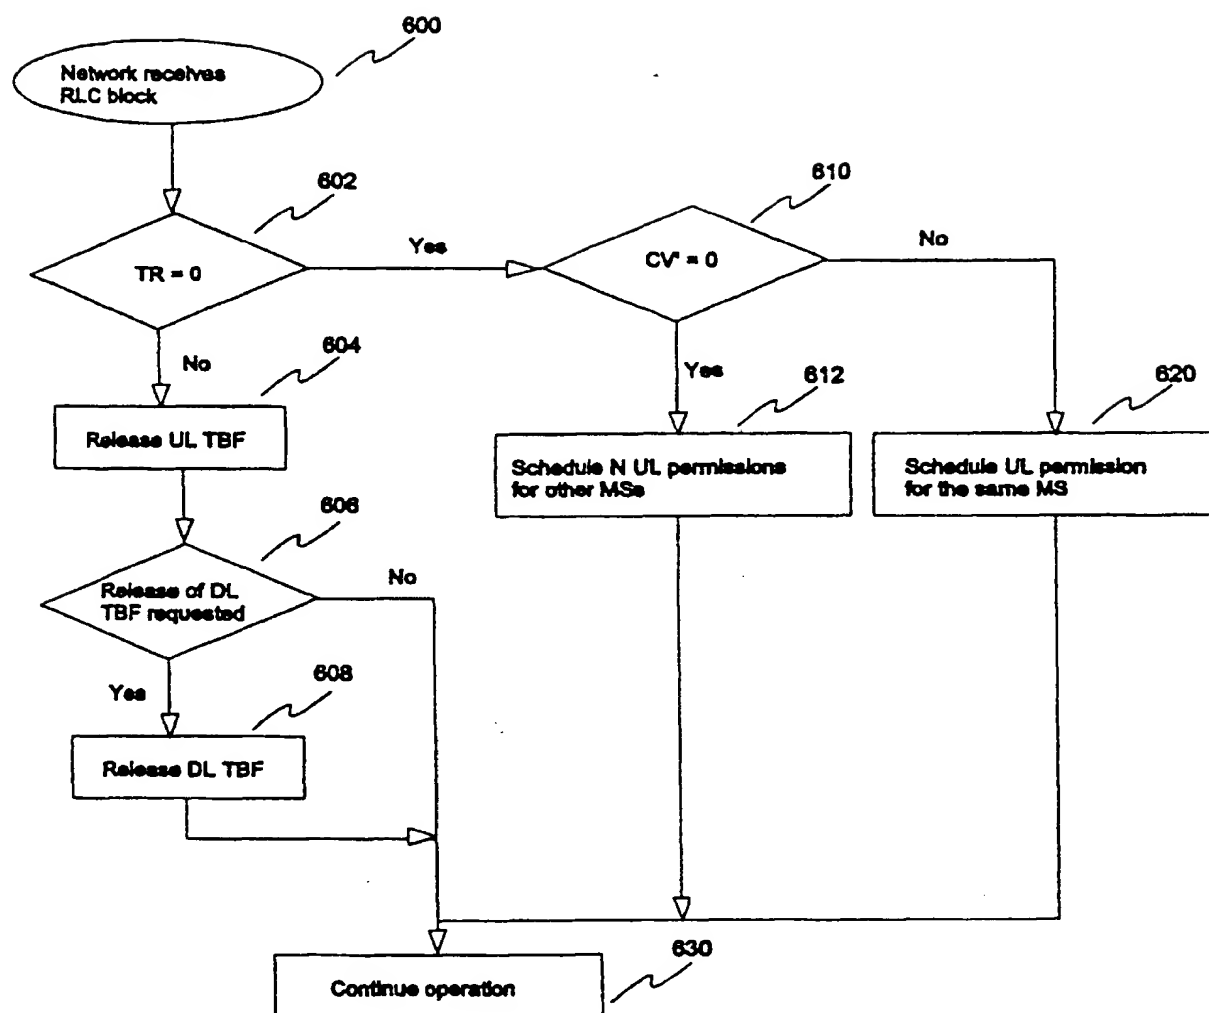 600
Network receives
RLC block
602
TR = 0
Yes
610
CV' = 0
No
No
604
Release UL TBF
Yes
612
Schedule N UL permissions
for other MSs
620
Schedule UL permission
for the same MS
606
Release of DL
TBF requested
No
Yes
608
Release DL TBF
630
Continue operation